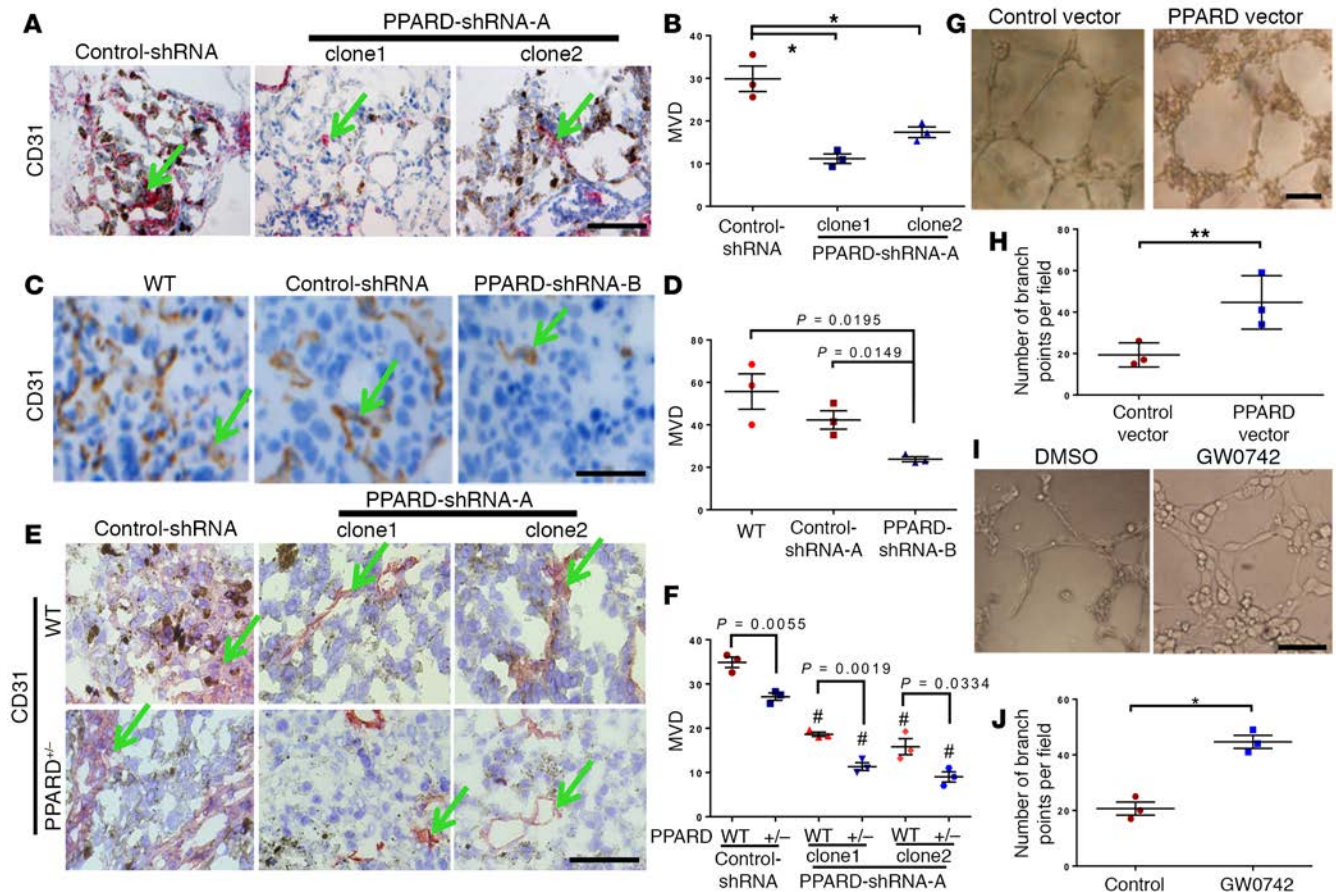 A
PPARD-shRNA-A
Control-shRNA
clone1
clone2
CD31
B
*
*
40
30
20
10
0
MVD
Control-
shRNA
clone1
clone2
PPARD-shRNA-A
C
WT
Control-shRNA
PPARD-shRNA-B
CD31
D
P = 0.0195
P = 0.0149
80
60
40
20
0
MVD
WT
Control-
shRNA-A
PPARD-
shRNA-B
E
PPARD-shRNA-A
Control-shRNA
clone1
clone2
CD31
WT
PPARD+/–
F
P = 0.0055
P = 0.0019
P = 0.0334
40
30
20
10
0
MVD
# # # #
PPARD WT +/– WT +/– WT +/–
Control-
shRNA
clone1
clone2
PPARD-shRNA-A
G
Control vector
PPARD vector
H
**
80
60
40
20
0
Number of branch
points per field
Control
vector
PPARD
vector
I
DMSO
GW0742
J
*
60
40
20
0
Number of branch
points per field
Control
GW0742